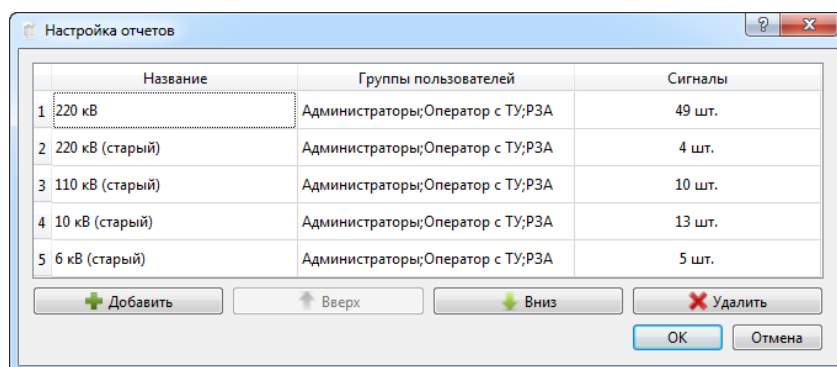 Настройка отчетов
Название Группы пользователей Сигналы
1 220 кВ Администраторы;Оператор с ТУ;РЗА 49 шт.
2 220 кВ (старый) Администраторы;Оператор с ТУ;РЗА 4 шт.
3 110 кВ (старый) Администраторы;Оператор с ТУ;РЗА 10 шт.
4 10 кВ (старый) Администраторы;Оператор с ТУ;РЗА 13 шт.
5 6 кВ (старый) Администраторы;Оператор с ТУ;РЗА 5 шт.
Добавить Вверх Вниз Удалить
ОК Отмена